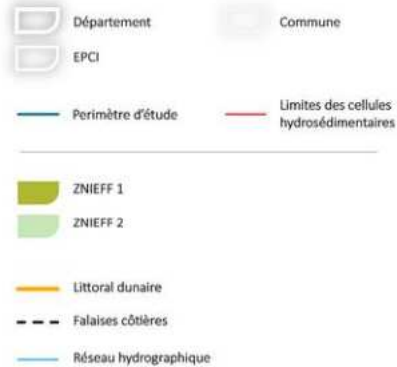 Département
Commune
EPCI
Perimètre d'étude
Limites des cellules
hydrosédimentaires
ZNIEFF 1
ZNIEFF 2
Littoral dunaire
Falaises côtières
Réseau hydrographique